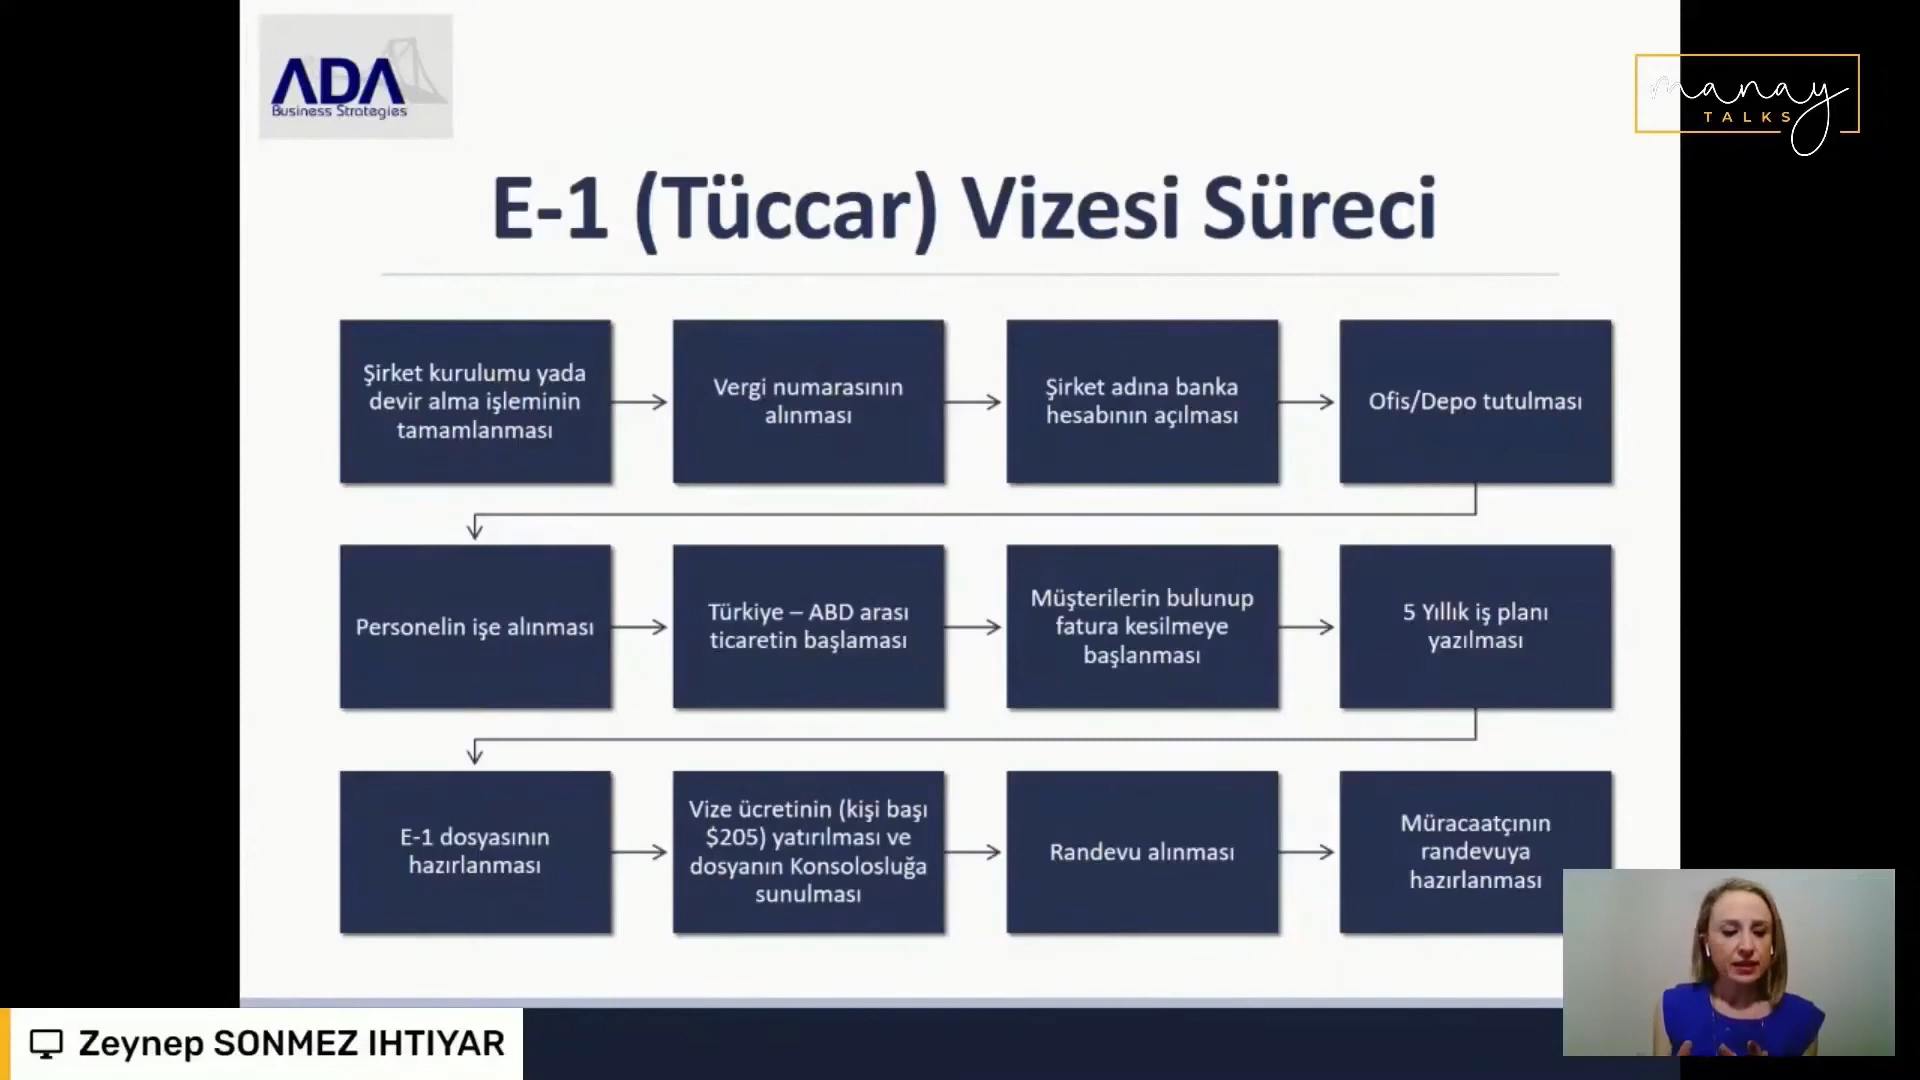 ADA
Business Strategies
manay
TALKS
E-1 (Tüccar) Vizesi Süreci
Şirket kurulumu yada
devir alma işleminin
tamamlanması
Vergi numarasının
alınması
Şirket adına banka
hesabının açılması
Ofis/Depo tutulması
Personelin işe alınması
Türkiye – ABD arası
ticaretin başlaması
Müşterilerin bulunup
fatura kesilmeye
başlanması
5 Yıllık iş planı
yazılması
E-1 dosyasının
hazırlanması
Vize ücretinin (kişi başı
$205) yatırılması ve
dosyanın Konsolosluğa
sunulması
Randevu alınması
Müracaatçının
randevuya
hazırlanması
Zeynep SONMEZ IHTIYAR